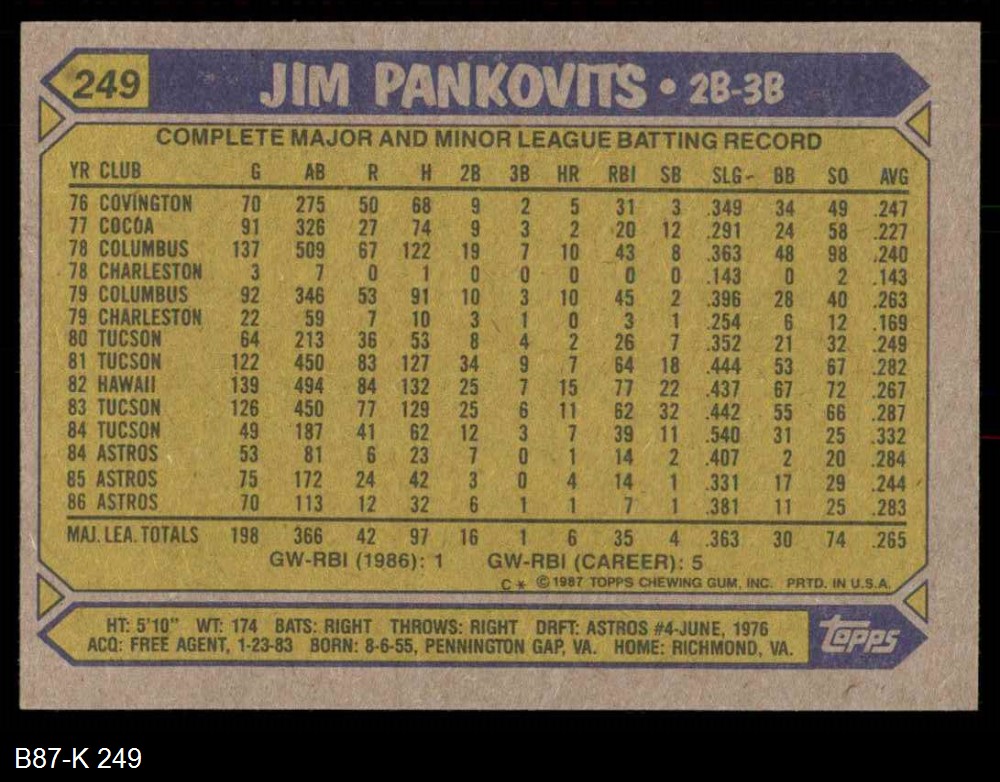 249 JIM PANKOVITS • 2B-3B
COMPLETE MAJOR AND MINOR LEAGUE BATTING RECORD
YR CLUB G AB R H 2B 3B HR RBI SB SLG- BB SO AVG
76 COVINGTON 70 275 50 68 9 2 5 31 3 .349 34 49 .247
77 COCOA 91 326 27 74 9 3 2 20 12 .291 24 58 .227
78 COLUMBUS 137 509 67 122 19 7 10 43 8 .363 48 98 .240
78 CHARLESTON 3 7 0 1 0 0 0 0 0 .143 0 2 .143
79 COLUMBUS 92 346 53 91 10 3 10 45 2 .396 28 40 .263
79 CHARLESTON 22 59 7 10 3 1 0 3 1 .254 6 12 .169
80 TUCSON 64 213 36 53 8 4 2 26 7 .352 21 32 .249
81 TUCSON 122 450 83 127 34 9 7 64 18 .444 53 67 .282
82 HAWAII 139 494 84 132 25 7 15 77 22 .437 67 72 .267
83 TUCSON 126 450 77 129 25 6 11 62 32 .442 55 66 .287
84 TUCSON 49 187 41 62 12 3 7 39 11 .540 31 25 .332
84 ASTROS 53 81 6 23 7 0 1 14 2 .407 2 20 .284
85 ASTROS 75 172 24 42 3 0 4 14 1 .331 17 29 .244
86 ASTROS 70 113 12 32 6 1 1 7 1 .381 11 25 .283
MAJ. LEA. TOTALS 198 366 42 97 16 1 6 35 4 .363 30 74 .265
GW-RBI (1986): 1 GW-RBI (CAREER): 5
C* ©1987 TOPPS CHEWING GUM, INC. PRTD. IN U.S.A.
HT: 5'10" WT: 174 BATS: RIGHT THROWS: RIGHT DRFT: ASTROS #4-JUNE, 1976
ACQ: FREE AGENT, 1-23-83 BORN: 8-6-55, PENNINGTON GAP, VA. HOME: RICHMOND, VA.
Topps
B87-K 249